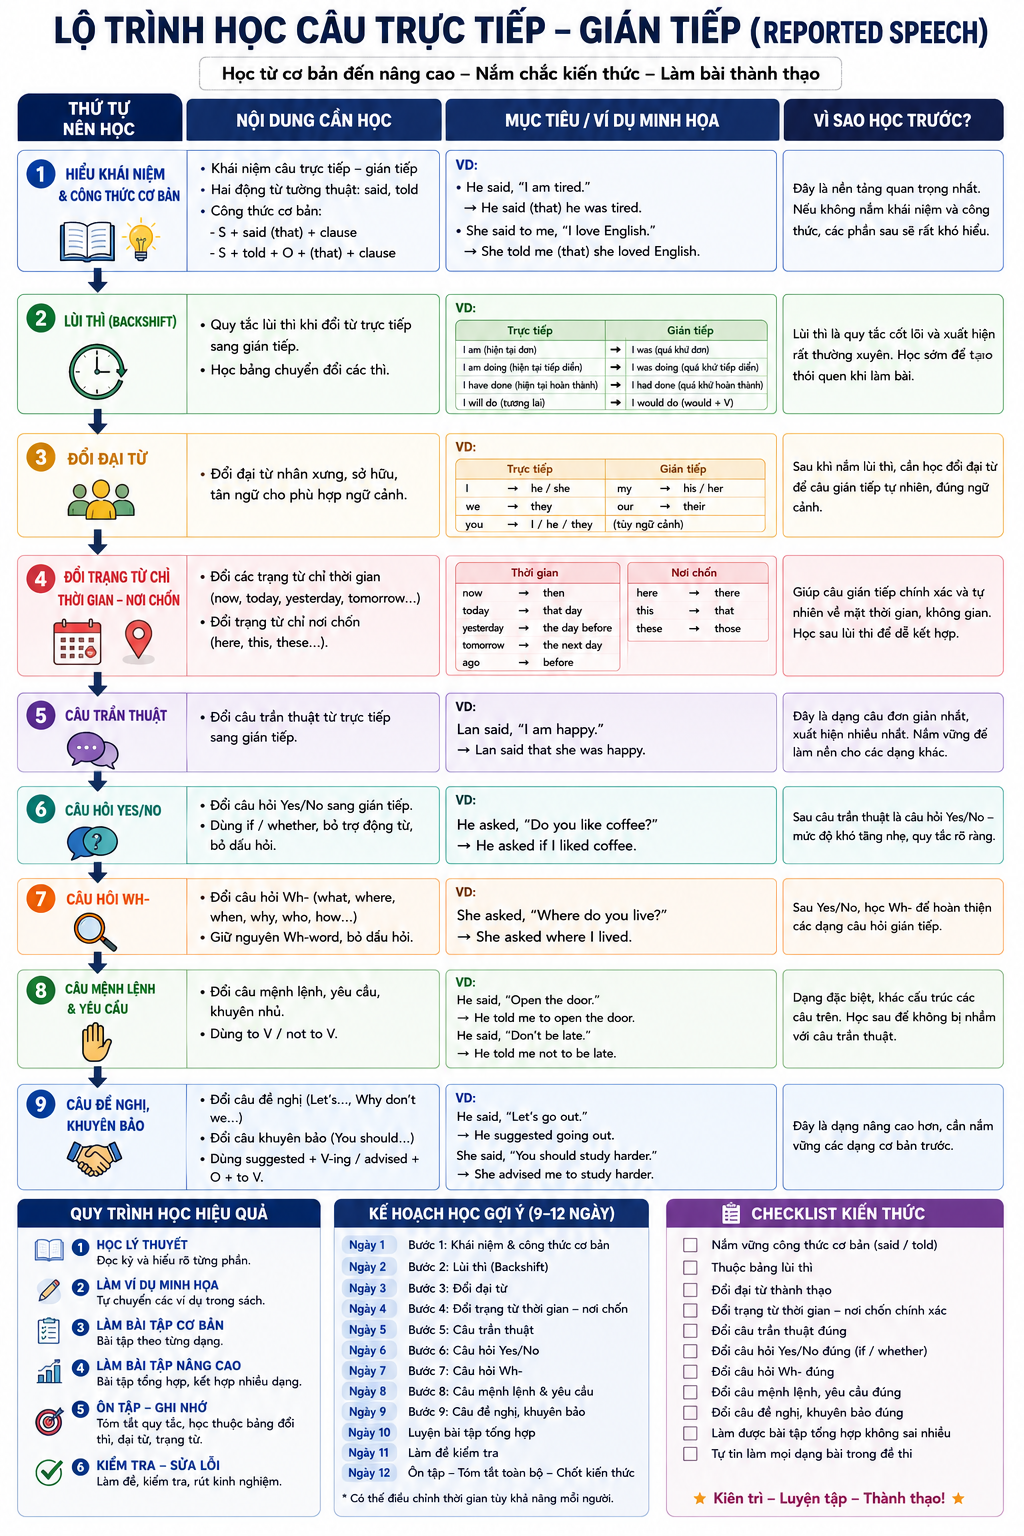 LỘ TRÌNH HỌC CÂU TRỰC TIẾP – GIÁN TIẾP (REPORTED SPEECH)
Học từ cơ bản đến nâng cao – Nắm chắc kiến thức – Làm bài thành thạo
THỨ TỰ
NÊN HỌC
NỘI DUNG CẦN HỌC
MỤC TIÊU / VÍ DỤ MINH HỌA
VÌ SAO HỌC TRƯỚC?
1 HIỂU KHÁI NIỆM
& CÔNG THỨC CƠ BẢN
• Khái niệm câu trực tiếp – gián tiếp
• Hai động từ tường thuật: said, told
• Công thức cơ bản:
- S + said (that) + clause
- S + told + O + (that) + clause
VD:
• He said, “I am tired.”
→ He said (that) he was tired.
• She said to me, “I love English.”
→ She told me (that) she loved English.
Đây là nền tảng quan trọng nhất.
Nếu không nắm khái niệm và công
thức, các phần sau sẽ rất khó hiểu.
2 LÙI THÌ (BACKSHIFT)
• Quy tắc lùi thì khi đổi từ trực tiếp
sang gián tiếp.
• Học bảng chuyển đổi các thì.
VD:
Trực tiếp Gián tiếp
I am (hiện tại đơn) → I was (quá khứ đơn)
I am doing (hiện tại tiếp diễn) → I was doing (quá khứ tiếp diễn)
I have done (hiện tại hoàn thành) → I had done (quá khứ hoàn thành)
I will do (tương lai) → I would do (would + V)
Lùi thì là quy tắc cốt lõi và xuất hiện
rất thường xuyên. Học sớm để tạo
thói quen khi làm bài.
3 ĐỔI ĐẠI TỪ
• Đổi đại từ nhân xưng, sở hữu,
tân ngữ cho phù hợp ngữ cảnh.
VD:
Trực tiếp Gián tiếp
I → he / she my → his / her
we → they our → their
you → I / he / they (tùy ngữ cảnh)
Sau khi nắm lùi thì, cần học đổi đại từ
để câu gián tiếp tự nhiên, đúng ngữ
cảnh.
4 ĐỔI TRẠNG TỪ CHỈ
THỜI GIAN – NƠI CHỐN
• Đổi các trạng từ chỉ thời gian
(now, today, yesterday, tomorrow...)
• Đổi trạng từ chỉ nơi chốn
(here, this, these...).
Thời gian
now → then
today → that day
yesterday → the day before
tomorrow → the next day
ago → before
Nơi chốn
here → there
this → that
these → those
Giúp câu gián tiếp chính xác và tự
nhiên về mặt thời gian, không gian.
Học sau lùi thì để dễ kết hợp.
5 CÂU TRẦN THUẬT
• Đổi câu trần thuật từ trực tiếp
sang gián tiếp.
VD:
Lan said, “I am happy.”
→ Lan said that she was happy.
Đây là dạng câu đơn giản nhất,
xuất hiện nhiều nhất. Nắm vững để
làm nền cho các dạng khác.
6 CÂU HỎI YES/NO
• Đổi câu hỏi Yes/No sang gián tiếp.
• Dùng if / whether, bỏ trợ động từ,
bỏ dấu hỏi.
VD:
He asked, “Do you like coffee?”
→ He asked if I liked coffee.
Sau câu trần thuật là câu hỏi Yes/No –
mức độ khó tăng nhẹ, quy tắc rõ ràng.
7 CÂU HỎI WH-
• Đổi câu hỏi Wh- (what, where,
when, why, who, how...)
• Giữ nguyên Wh-word, bỏ dấu hỏi.
VD:
She asked, “Where do you live?”
→ She asked where I lived.
Sau Yes/No, học Wh- để hoàn thiện
các dạng câu hỏi gián tiếp.
8 CÂU MỆNH LỆNH
& YÊU CẦU
• Đổi câu mệnh lệnh, yêu cầu,
khuyên nhủ.
• Dùng to V / not to V.
VD:
He said, “Open the door.”
→ He told me to open the door.
He said, “Don’t be late.”
→ He told me not to be late.
Dạng đặc biệt, khác cấu trúc các
câu trên. Học sau để không bị nhầm
với câu trần thuật.
9 CÂU ĐỀ NGHỊ,
KHUYÊN BẢO
• Đổi câu đề nghị (Let’s..., Why don’t
we...)
• Đổi câu khuyên bảo (You should...)
• Dùng suggested + V-ing / advised +
O + to V.
VD:
He said, “Let’s go out.”
→ He suggested going out.
She said, “You should study harder.”
→ She advised me to study harder.
Đây là dạng nâng cao hơn, cần nắm
vững các dạng cơ bản trước.
QUY TRÌNH HỌC HIỆU QUẢ
1 HỌC LÝ THUYẾT
Đọc kỹ và hiểu rõ từng phần.
2 LÀM VÍ DỤ MINH HỌA
Tự chuyển các ví dụ trong sách.
3 LÀM BÀI TẬP CƠ BẢN
Bài tập theo từng dạng.
4 LÀM BÀI TẬP NÂNG CAO
Bài tập tổng hợp, kết hợp nhiều dạng.
5 ÔN TẬP – GHI NHỚ
Tóm tắt quy tắc, học thuộc bảng đổi
thì, đại từ, trạng từ.
6 KIỂM TRA – SỬA LỖI
Làm đề, kiểm tra, rút kinh nghiệm.
KẾ HOẠCH HỌC GỢI Ý (9–12 NGÀY)
Ngày 1 Bước 1: Khái niệm & công thức cơ bản
Ngày 2 Bước 2: Lùi thì (Backshift)
Ngày 3 Bước 3: Đổi đại từ
Ngày 4 Bước 4: Đổi trạng từ thời gian – nơi chốn
Ngày 5 Bước 5: Câu trần thuật
Ngày 6 Bước 6: Câu hỏi Yes/No
Ngày 7 Bước 7: Câu hỏi Wh-
Ngày 8 Bước 8: Câu mệnh lệnh & yêu cầu
Ngày 9 Bước 9: Câu đề nghị, khuyên bảo
Ngày 10 Luyện bài tập tổng hợp
Ngày 11 Làm đề kiểm tra
Ngày 12 Ôn tập – Tóm tắt toàn bộ – Chốt kiến thức
* Có thể điều chỉnh thời gian tùy khả năng mỗi người.
CHECKLIST KIẾN THỨC
Nắm vững công thức cơ bản (said / told)
Thuộc bảng lùi thì
Đổi đại từ thành thạo
Đổi trạng từ thời gian – nơi chốn chính xác
Đổi câu trần thuật đúng
Đổi câu hỏi Yes/No đúng (if / whether)
Đổi câu hỏi Wh- đúng
Đổi câu mệnh lệnh, yêu cầu đúng
Đổi câu đề nghị, khuyên bảo đúng
Làm được bài tập tổng hợp không sai nhiều
Tự tin làm mọi dạng bài trong đề thi
★ Kiên trì – Luyện tập – Thành thạo! ★